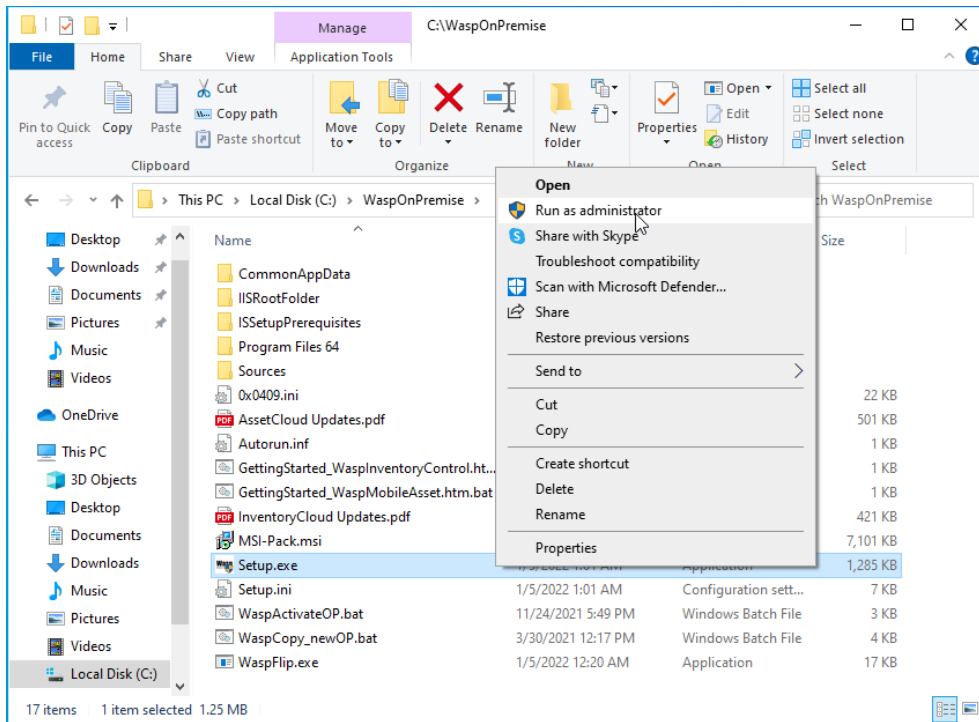 Manage C:\WaspOnPremise
File Home Share View Application Tools
Pin to Quick access
Copy
Paste
Cut
Copy path
Paste shortcut
Move to
Copy to
Delete
Rename
New folder
Properties
Open
Edit
History
Select all
Select none
Invert selection
Clipboard Organize New Open Select
This PC > Local Disk (C:) > WaspOnPremise > WaspOnPremise
Desktop
Downloads
Documents
Pictures
Music
Videos
OneDrive
This PC
3D Objects
Desktop
Documents
Downloads
Music
Pictures
Videos
Local Disk (C:)
Name Size
CommonAppData
IISRootFolder
ISSetupPrerequisites
Program Files 64
Sources
0x0409.ini 22 KB
AssetCloud Updates.pdf 501 KB
Autorun.inf 1 KB
GettingStarted_WaspInventoryControl.ht... 1 KB
GettingStarted_WaspMobileAsset.htm.bat 1 KB
InventoryCloud Updates.pdf 421 KB
MSI-Pack.msi 7,101 KB
Setup.exe 1,285 KB
Setup.ini 1/5/2022 1:01 AM Configuration sett... 7 KB
WaspActivateOP.bat 11/24/2021 5:49 PM Windows Batch File 3 KB
WaspCopy_newOP.bat 3/30/2021 12:17 PM Windows Batch File 4 KB
WaspFlip.exe 1/5/2022 12:20 AM Application 17 KB
Open
Run as administrator
Share with Skype
Troubleshoot compatibility
Scan with Microsoft Defender...
Share
Restore previous versions
Send to
Cut
Copy
Create shortcut
Delete
Rename
Properties
17 items 1 item selected 1.25 MB